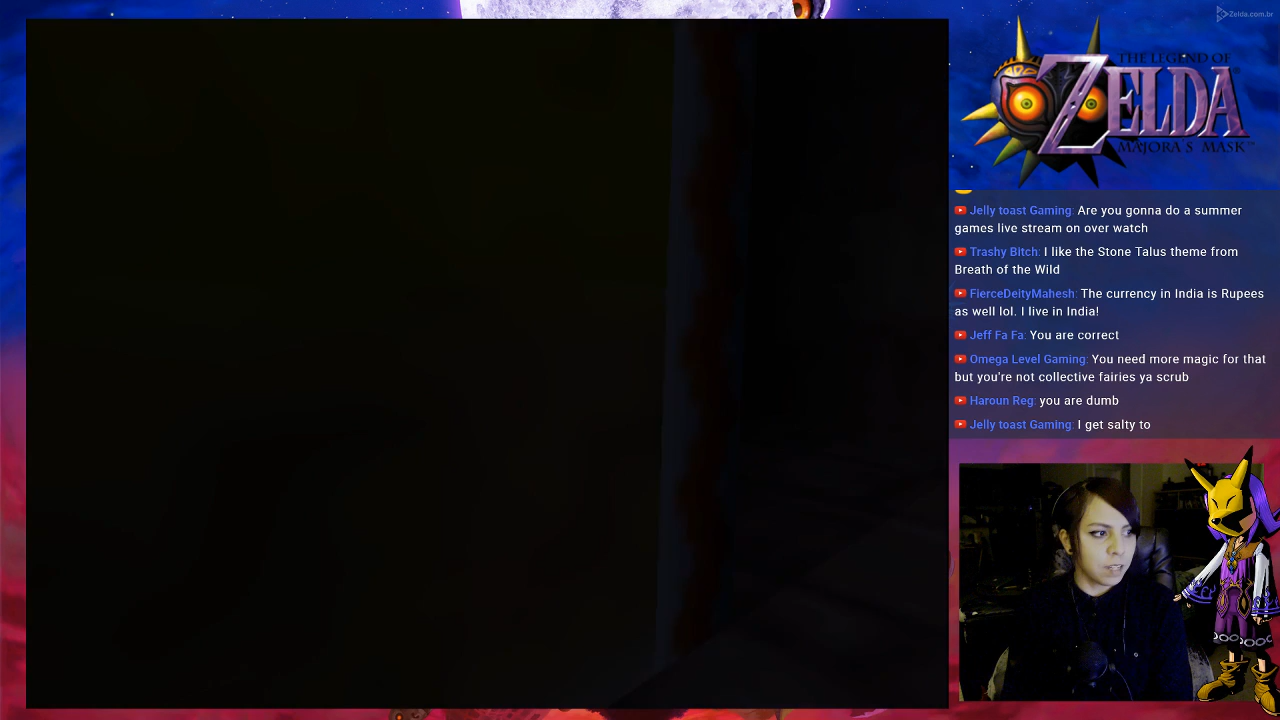 Zelda.com.br
THE LEGEND OF
ZELDA
MAJORA'S MASK™
Jelly toast Gaming: Are you gonna do a summer
games live stream on over watch
Trashy Bitch: I like the Stone Talus theme from
Breath of the Wild
FierceDeityMahesh: The currency in India is Rupees
as well lol. I live in India!
Jeff Fa Fa: You are correct
Omega Level Gaming: You need more magic for that
but you're not collective fairies ya scrub
Haroun Reg: you are dumb
Jelly toast Gaming: I get salty to